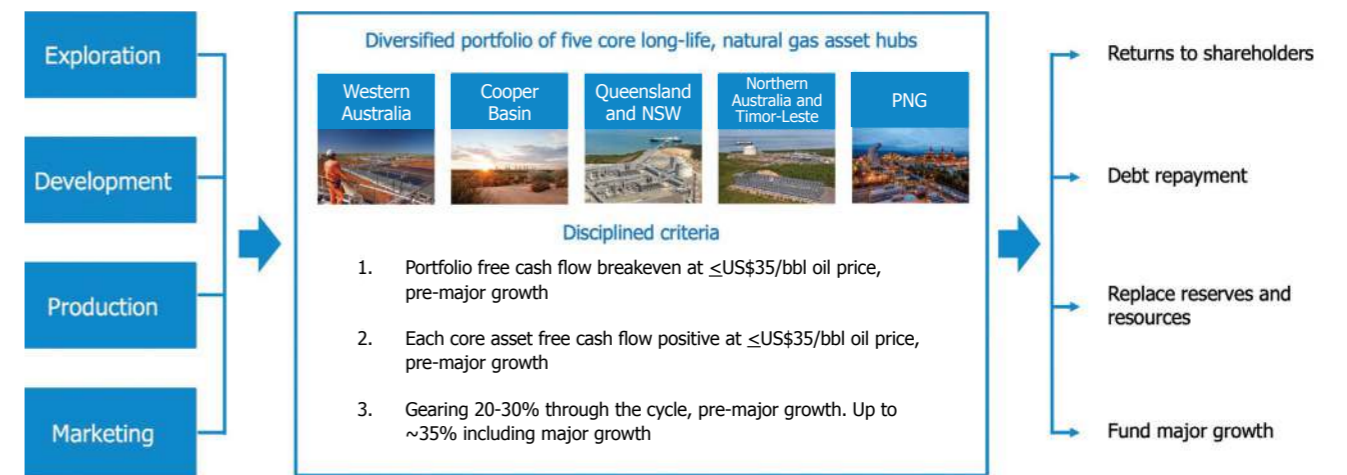 Exploration
Development
Production
Marketing
Diversified portfolio of five core long-life, natural gas asset hubs
Western
Australia
Cooper
Basin
Queensland
and NSW
Northern
Australia and
Timor-Leste
PNG
Disciplined criteria
1. Portfolio free cash flow breakeven at ≤US$35/bbl oil price,
pre-major growth
2. Each core asset free cash flow positive at ≤US$35/bbl oil price,
pre-major growth
3. Gearing 20-30% through the cycle, pre-major growth. Up to
~35% including major growth
Returns to shareholders
Debt repayment
Replace reserves and
resources
Fund major growth